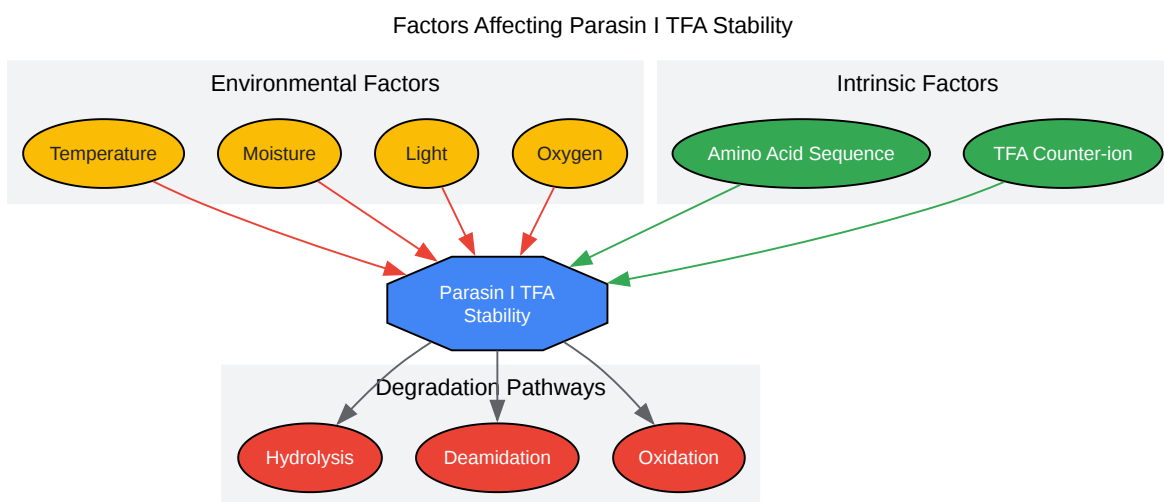 Factors Affecting Parasin I TFA Stability
Environmental Factors
Intrinsic Factors
Temperature
Moisture
Light
Oxygen
Amino Acid Sequence
TFA Counter-ion
Parasin I TFA
Stability
Degradation Pathways
Hydrolysis
Deamidation
Oxidation